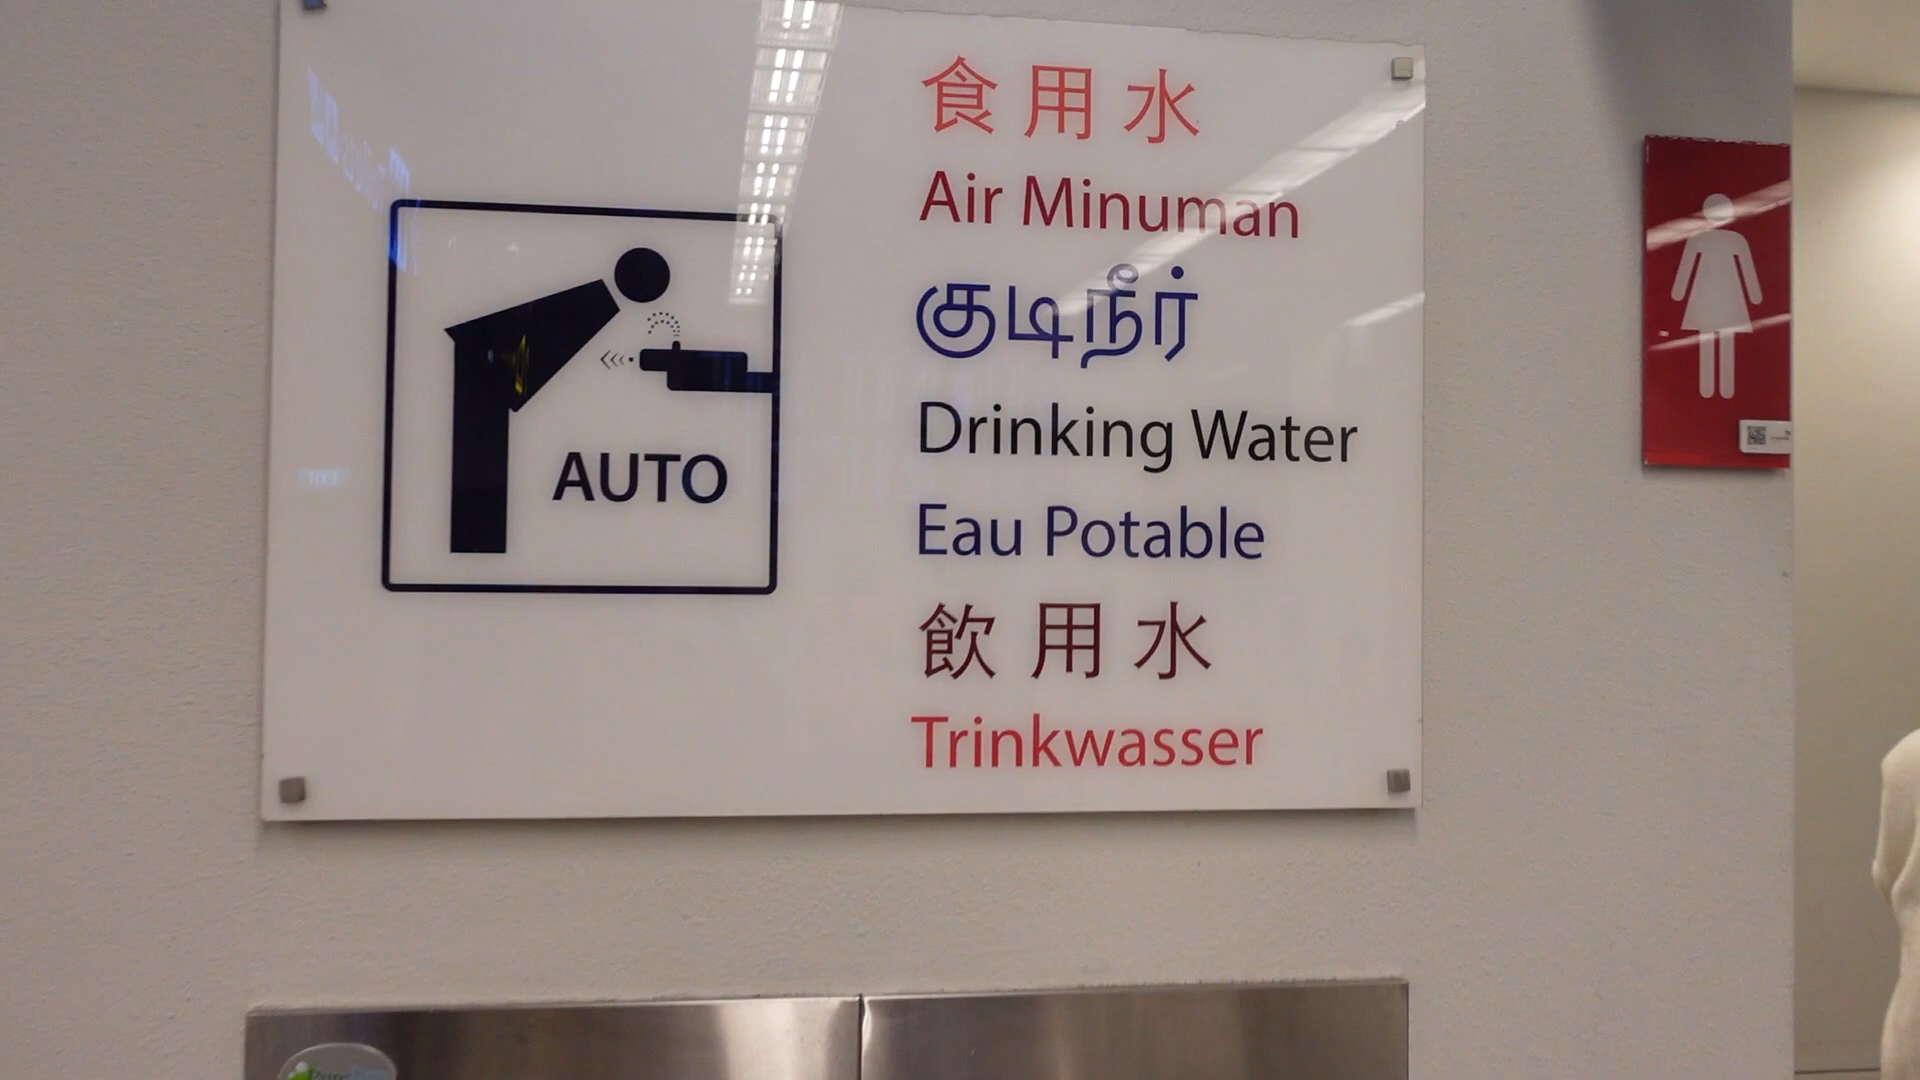 食用水
Air Minuman
குடிநீர்
Drinking Water
AUTO
Eau Potable
飲用水
Trinkwasser